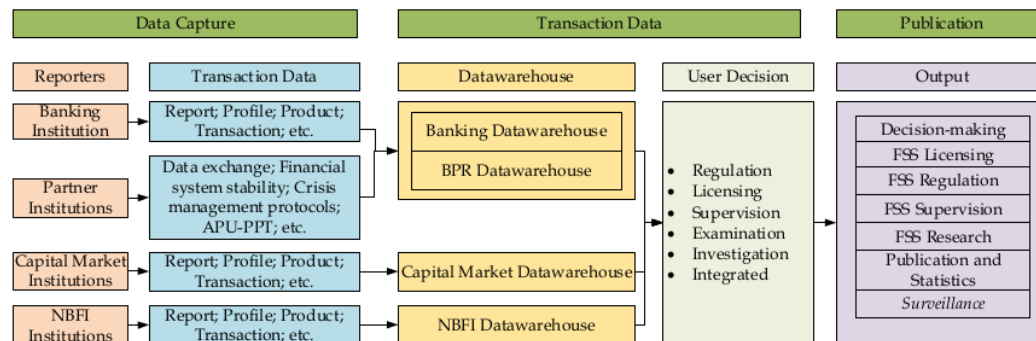 Data Capture
Transaction Data
Publication
Reporters
Transaction Data
Datawarehouse
User Decision
Output
Banking
Institution
Report; Profile; Product;
Transaction; etc.
Partner
Institutions
Data exchange; Financial
system stability; Crisis
management protocols;
APU-PPT; etc.
Banking Datawarehouse
BPR Datawarehouse
Capital Market
Institutions
Report; Profile; Product;
Transaction; etc.
Capital Market Datawarehouse
NBFI
Institutions
Report; Profile; Product;
Transaction; etc.
NBFI Datawarehouse
• Regulation
• Licensing
• Supervision
• Examination
• Investigation
• Integrated
Decision-making
FSS Licensing
FSS Regulation
FSS Supervision
FSS Research
Publication and
Statistics
Surveillance